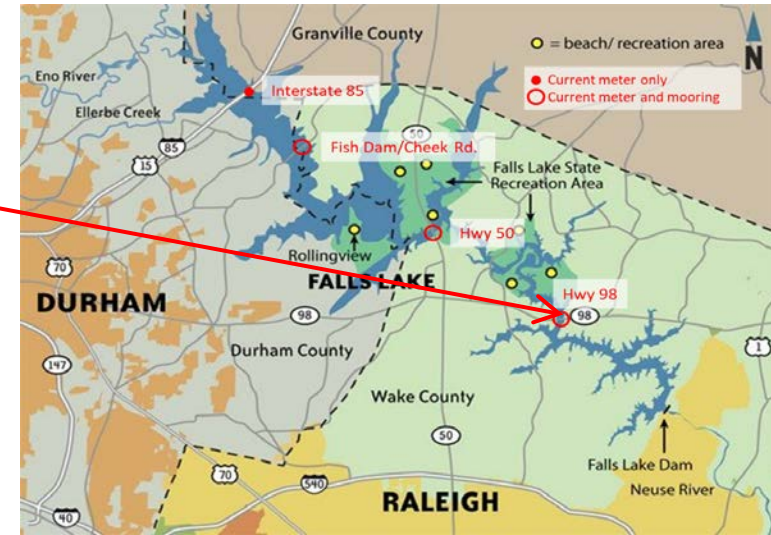 Granville County
= beach/ recreation area
N
Eno River
Interstate 85
Current meter only
Current meter and mooring
Ellerbe Creek
85
Fish Dam/Cheek Rd.
50
15
Falls Lake State
Recreation Area
Hwy 50
Rollingview
70
FALLS LAKE
Hwy 98
DURHAM
98
98
Durham County
1
147
Wake County
50
Falls Lake Dam
70
540
Neuse River
RALEIGH
40